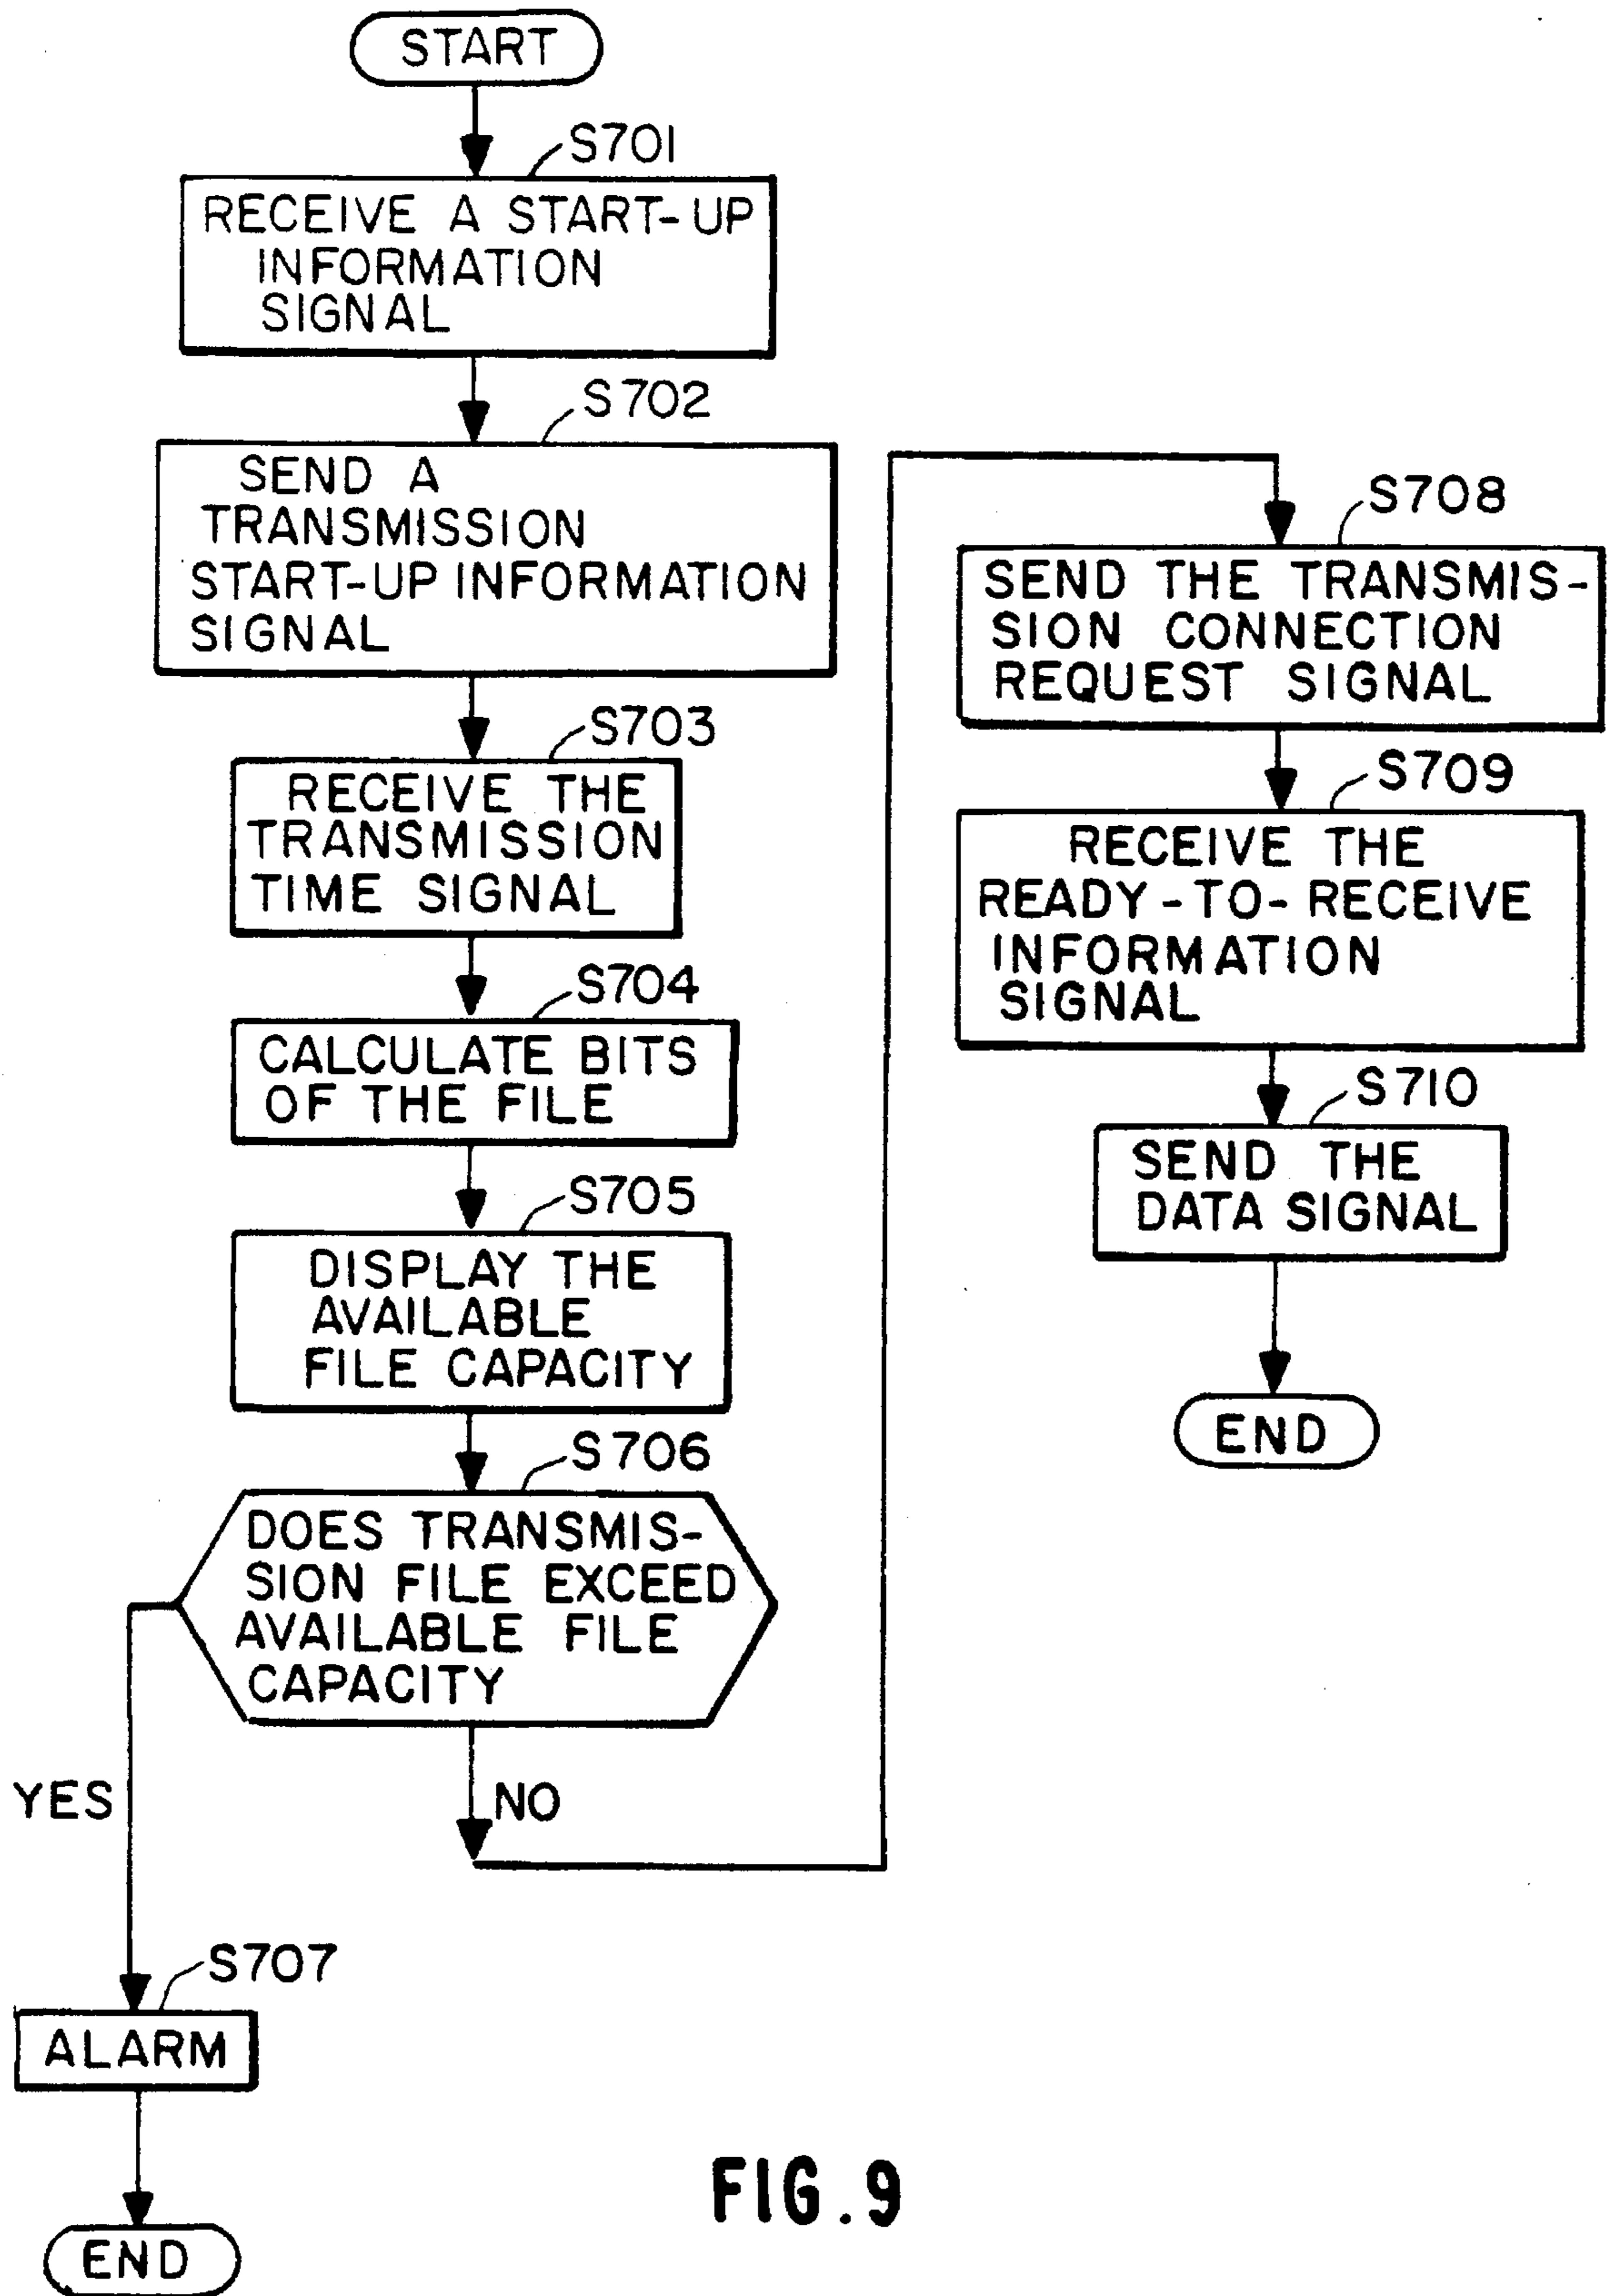 START
S701
RECEIVE A START-UP
INFORMATION
SIGNAL
S702
SEND A
TRANSMISSION
START-UP INFORMATION
SIGNAL
S703
RECEIVE THE
TRANSMISSION
TIME SIGNAL
S704
CALCULATE BITS
OF THE FILE
S705
DISPLAY THE
AVAILABLE
FILE CAPACITY
S706
DOES TRANSMIS-
SION FILE EXCEED
AVAILABLE FILE
CAPACITY
YES
NO
S707
ALARM
END
S708
SEND THE TRANSMIS-
SION CONNECTION
REQUEST SIGNAL
S709
RECEIVE THE
READY-TO-RECEIVE
INFORMATION
SIGNAL
S710
SEND THE
DATA SIGNAL
END
FIG.9